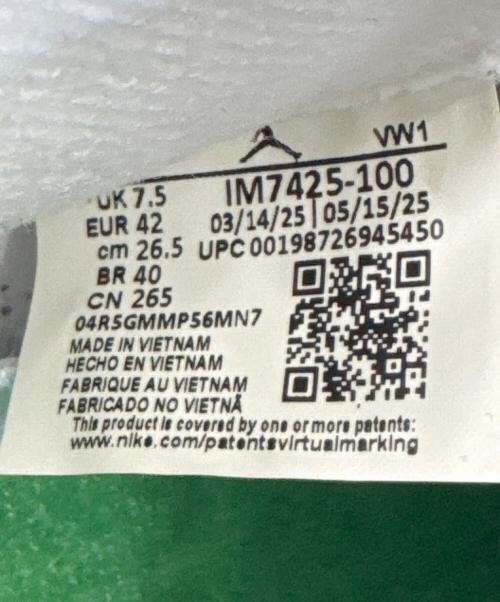 VW1
UK 7.5
IM7425-100
EUR 42
03/14/25 | 05/15/25
cm 26.5
UPC 00198726945450
BR 40
CN 265
04R5GMMP56MN7
MADE IN VIETNAM
HECHO EN VIETNAM
FABRIQUE AU VIETNAM
FABRICADO NO VIETNÃ
This product is covered by one or more patents:
www.nike.com/patentsvirtualmarking